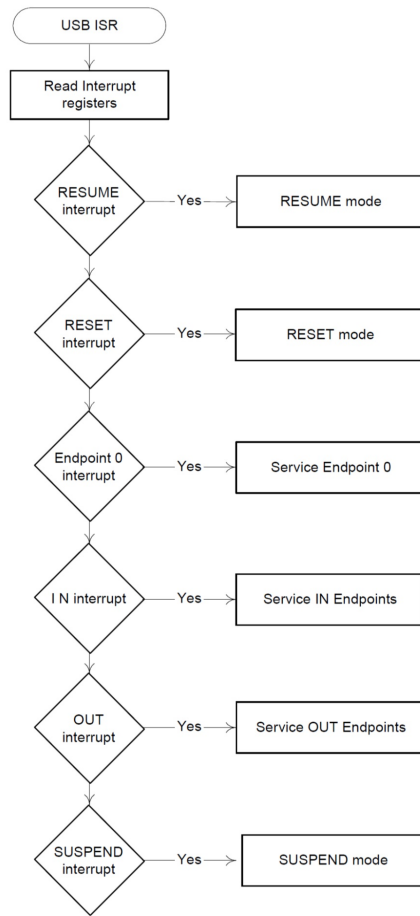 USB ISR
Read Interrupt
registers
RESUME
interrupt
Yes
RESUME mode
RESET
interrupt
Yes
RESET mode
Endpoint 0
interrupt
Yes
Service Endpoint 0
I N interrupt
Yes
Service IN Endpoints
OUT
interrupt
Yes
Service OUT Endpoints
SUSPEND
interrupt
Yes
SUSPEND mode